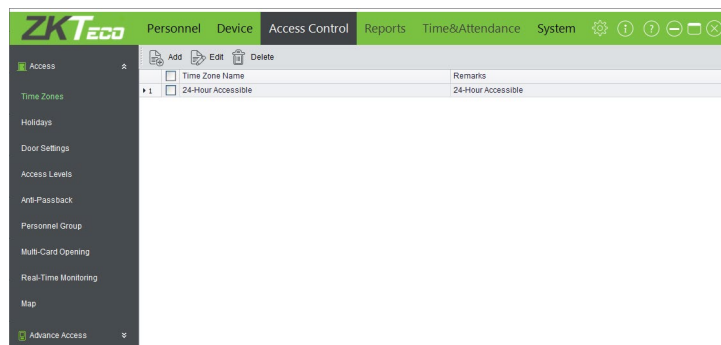 ZKTECO
Personnel Device Access Control Reports Time&Attendance System
Access
Time Zones
Holidays
Door Settings
Access Levels
Anti-Passback
Personnel Group
Multi-Card Opening
Real-Time Monitoring
Map
Advance Access
Add Edit Delete
Time Zone Name Remarks
1 24-Hour Accessible 24-Hour Accessible